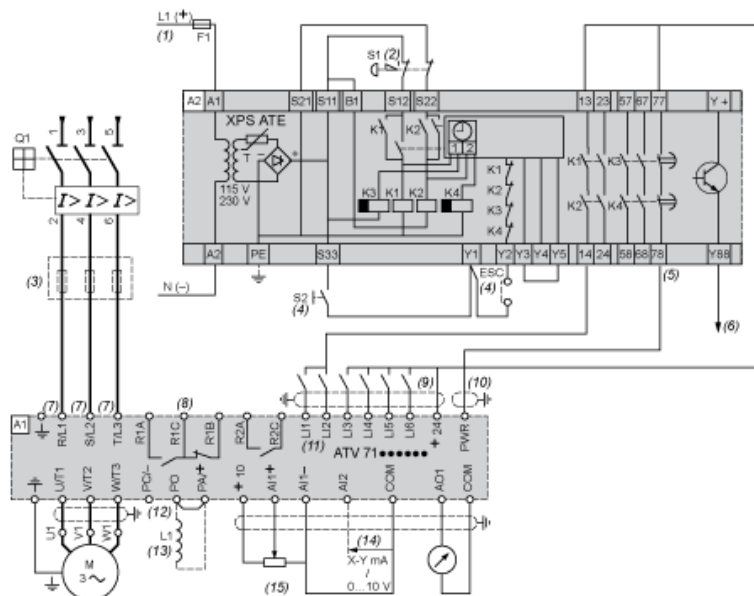 L1 (+)
(1)
F1
S1 (2)
A2 A1 S21 S11 B1 S12 S22 13 23 57 67 77 Y +
XPS ATE
T
+
115 V
230 V
K1 K2
1 2
K3 K1 K2 K4
K1
K2
K3
K4
K1 K3
K2 K4
A2 PE S33 Y1 Y2 Y3 Y4 Y5 14 24 58 68 78 Y88
Q1
1 3 5
I> I> I>
2 4 6
(3)
N (–)
S2
(4)
ESC
(4)
(5)
(6)
(7) (7) (7) (8) (9) (10)
A1
R/L1 S/L2 T/L3 R1A R1C R1B R2A R2C LI1 LI2 LI3 LI4 LI5 LI6 + 24 PWR
(11)
ATV 71●●●●●●
U/T1 V/T2 W/T3 PC/– PO PA/+ + 10 AI1+ AI1– AI2 COM AO1 COM
(12)
U1 V1 W1
L1
(13)
M
3 ~
(14)
X-Y mA
/
0...10 V
(15)